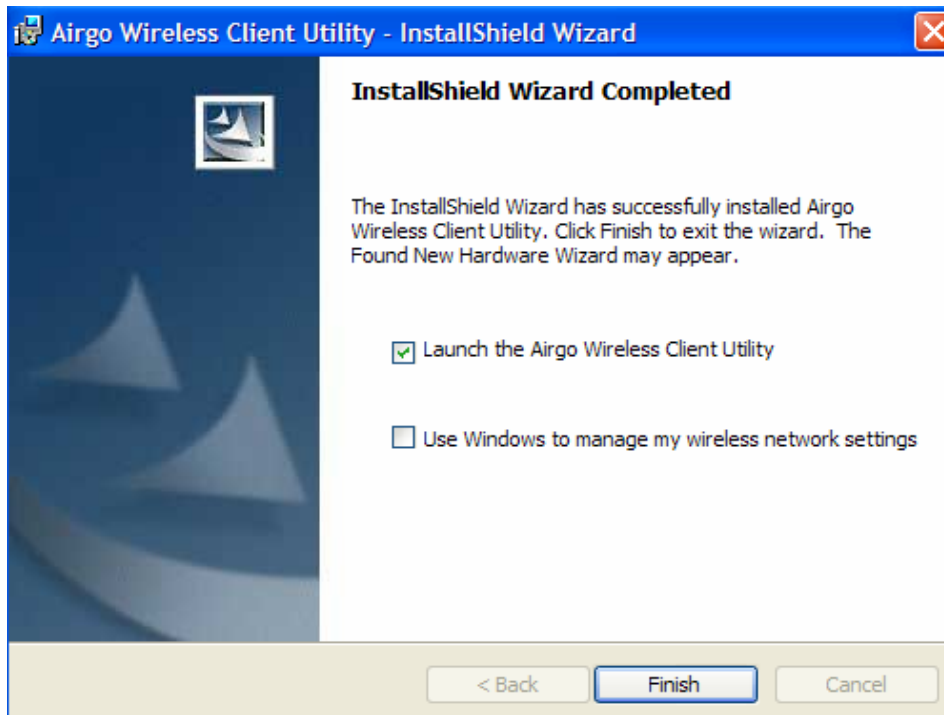 Airgo Wireless Client Utility - InstallShield Wizard
InstallShield Wizard Completed
The InstallShield Wizard has successfully installed Airgo
Wireless Client Utility. Click Finish to exit the wizard.  The
Found New Hardware Wizard may appear.
Launch the Airgo Wireless Client Utility
Use Windows to manage my wireless network settings
< Back
Finish
Cancel